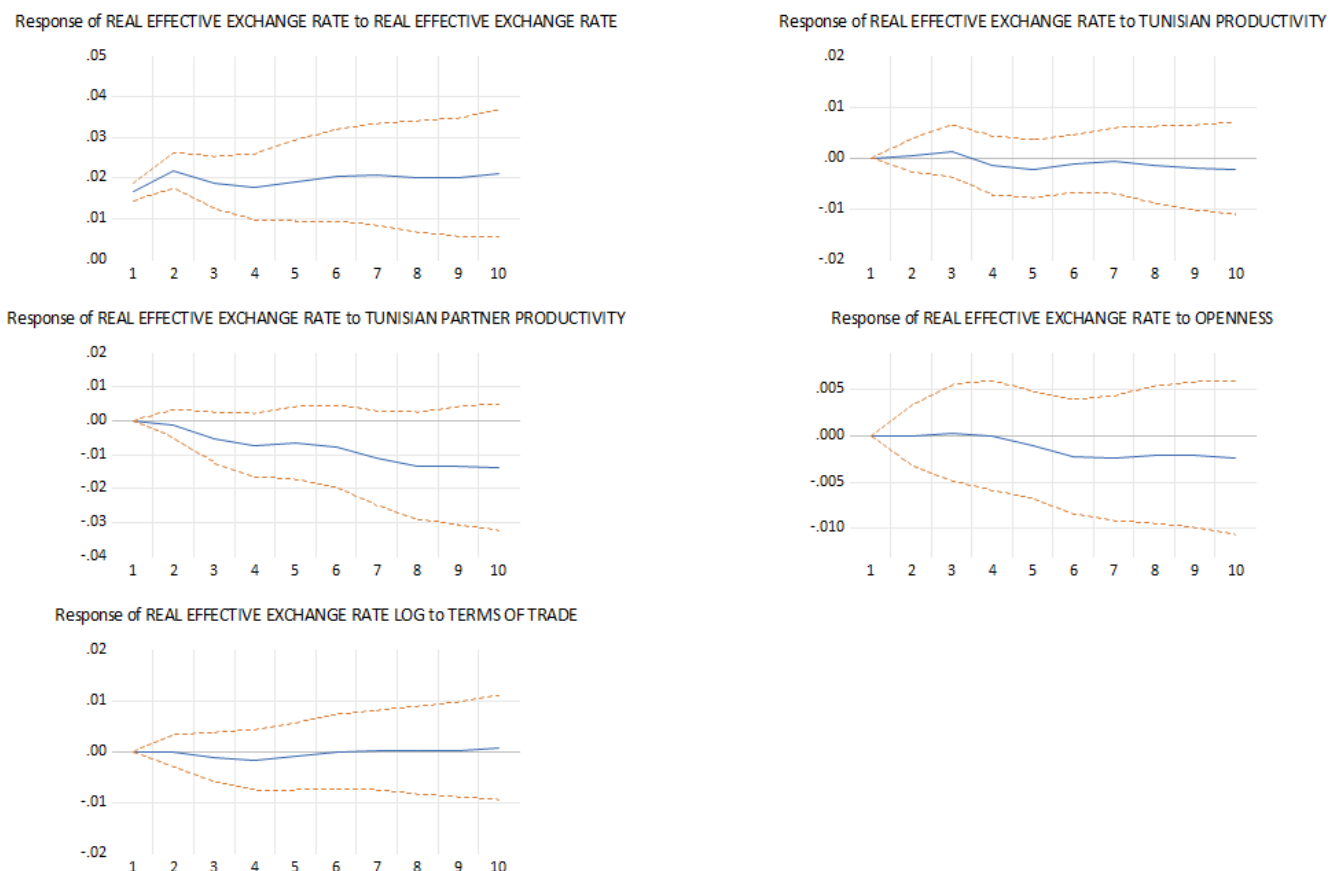 Response of REAL EFFECTIVE EXCHANGE RATE to REAL EFFECTIVE EXCHANGE RATE
.05
.04
.03
.02
.01
.00
1 2 3 4 5 6 7 8 9 10
Response of REAL EFFECTIVE EXCHANGE RATE to TUNISIAN PRODUCTIVITY
.02
.01
.00
-.01
-.02
1 2 3 4 5 6 7 8 9 10
Response of REAL EFFECTIVE EXCHANGE RATE to TUNISIAN PARTNER PRODUCTIVITY
.02
.01
.00
-.01
-.02
-.03
-.04
1 2 3 4 5 6 7 8 9 10
Response of REAL EFFECTIVE EXCHANGE RATE to OPENNESS
.005
.000
-.005
-.010
1 2 3 4 5 6 7 8 9 10
Response of REAL EFFECTIVE EXCHANGE RATE LOG to TERMS OF TRADE
.02
.01
.00
-.01
-.02
1 2 3 4 5 6 7 8 9 10